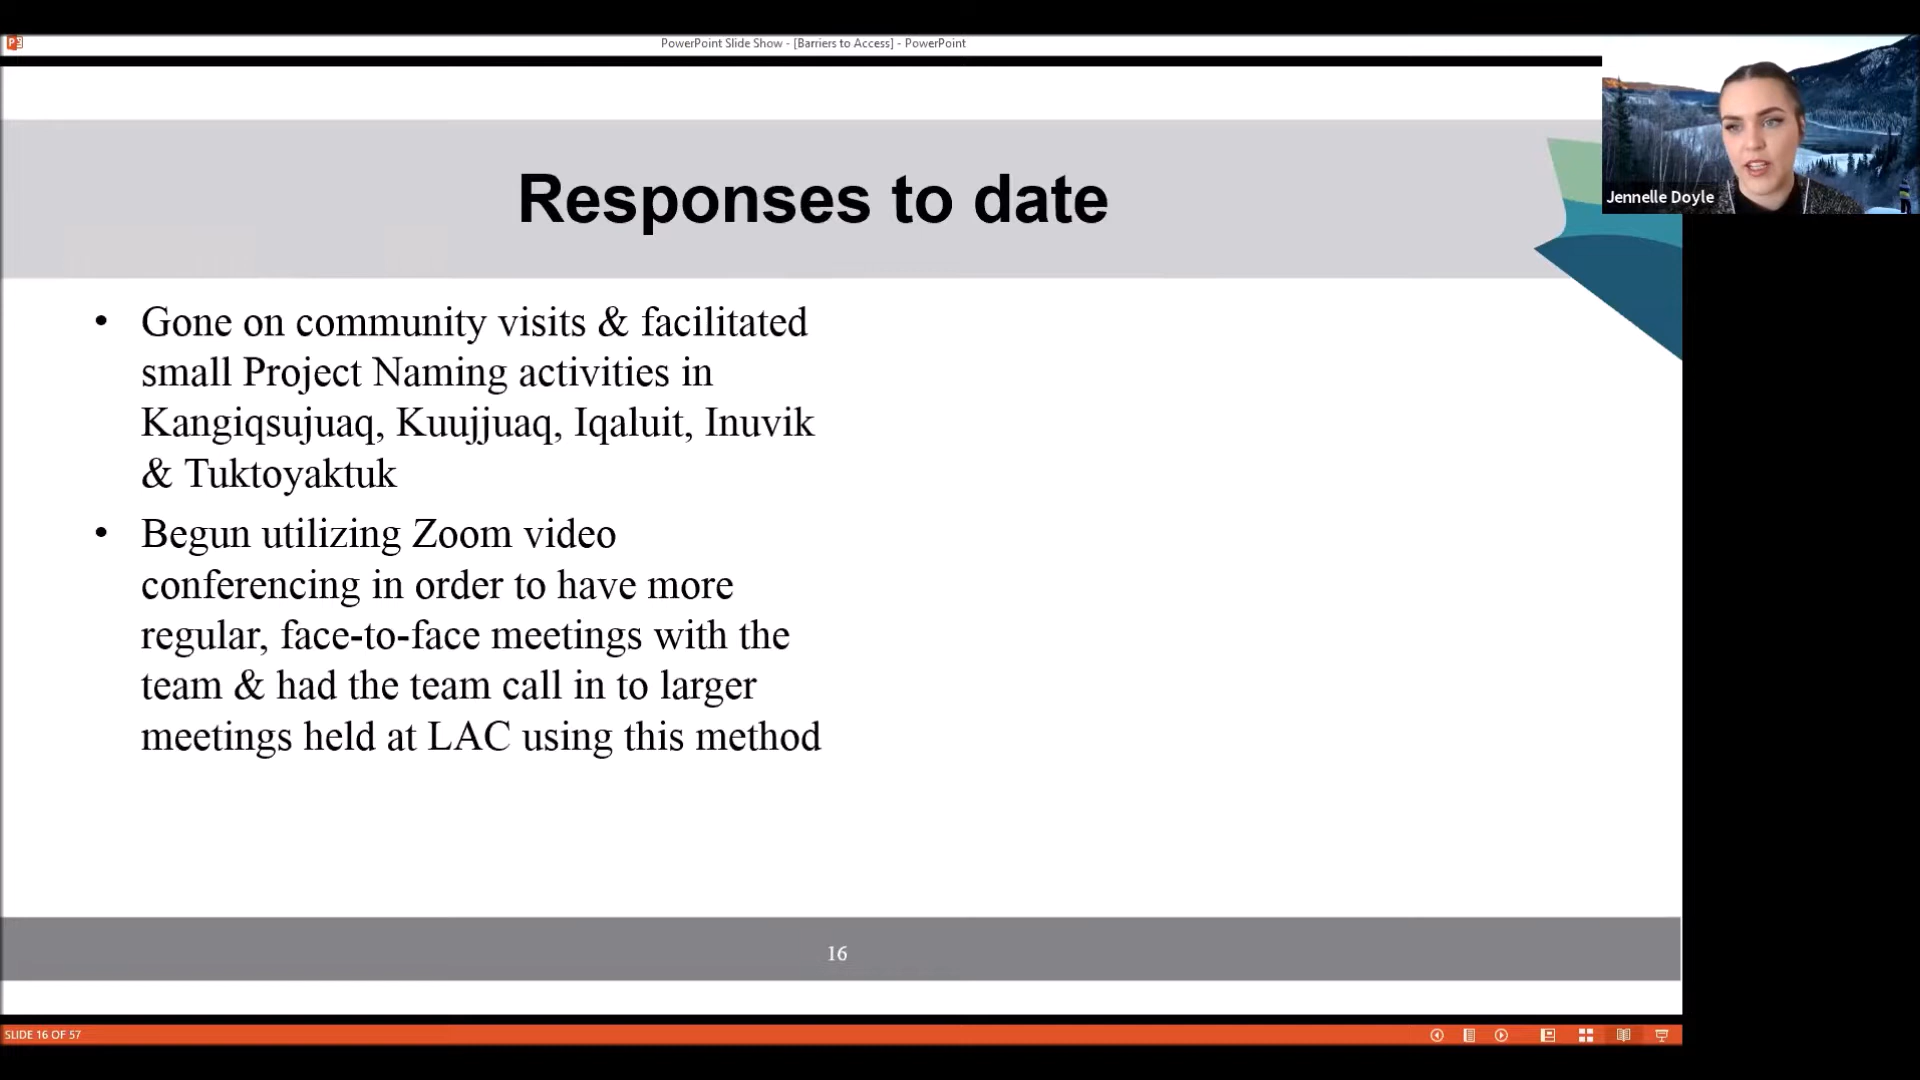 PowerPoint Slide Show - [Barriers to Access] - PowerPoint
Jennelle Doyle
Responses to date
• Gone on community visits & facilitated
small Project Naming activities in
Kangiqsujuaq, Kuujjuaq, Iqaluit, Inuvik
& Tuktoyaktuk
• Begun utilizing Zoom video
conferencing in order to have more
regular, face-to-face meetings with the
team & had the team call in to larger
meetings held at LAC using this method
16
SLIDE 16 OF 57